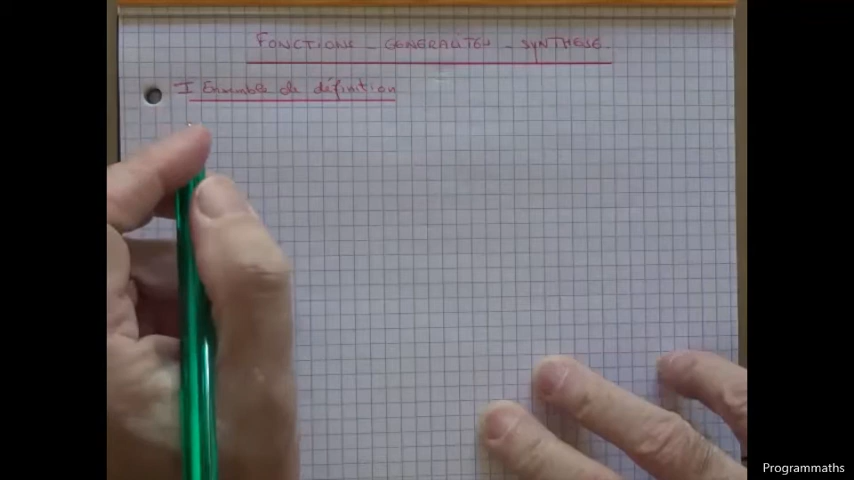 FONCTIONS - GENERALITES - SYNTHESE
I Ensemble de définition
Programmaths